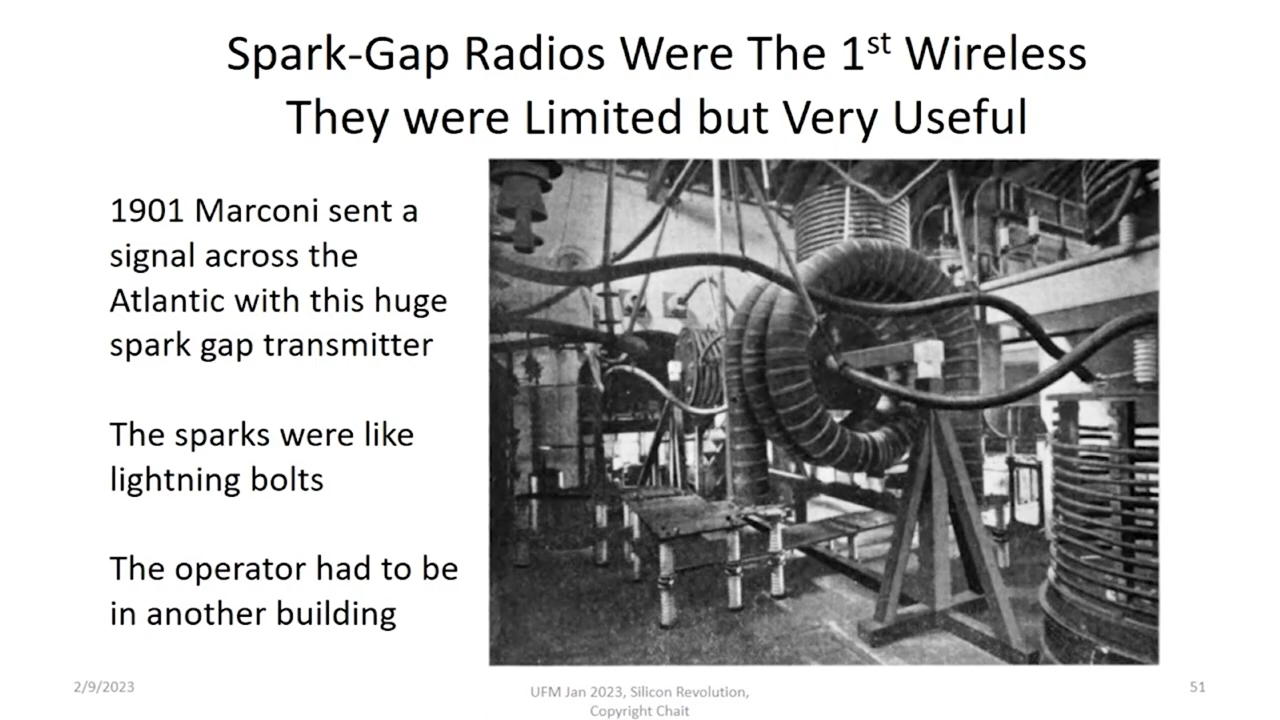 Spark-Gap Radios Were The 1st Wireless
They were Limited but Very Useful
1901 Marconi sent a
signal across the
Atlantic with this huge
spark gap transmitter
The sparks were like
lightning bolts
The operator had to be
in another building
2/9/2023
UFM Jan 2023, Silicon Revolution,
Copyright Chait
51